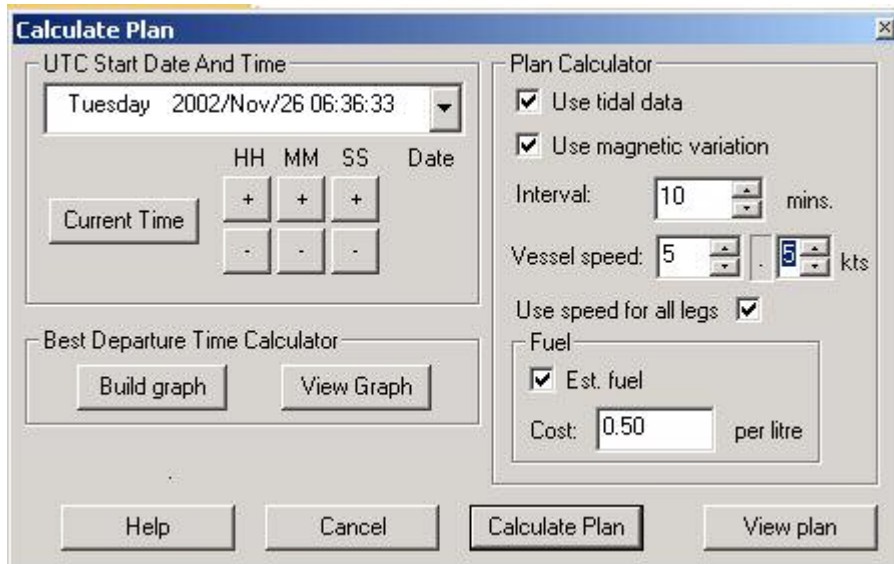 Calculate Plan
UTC Start Date And Time
Tuesday 2002/Nov/26 06:36:33
HH MM SS Date
+ + +
Current Time
- - -
Best Departure Time Calculator
Build graph View Graph
Plan Calculator
Use tidal data
Use magnetic variation
Interval: 10 mins.
Vessel speed: 5 . 5 kts
Use speed for all legs
Fuel
Est. fuel
Cost: 0.50 per litre
Help Cancel Calculate Plan View plan